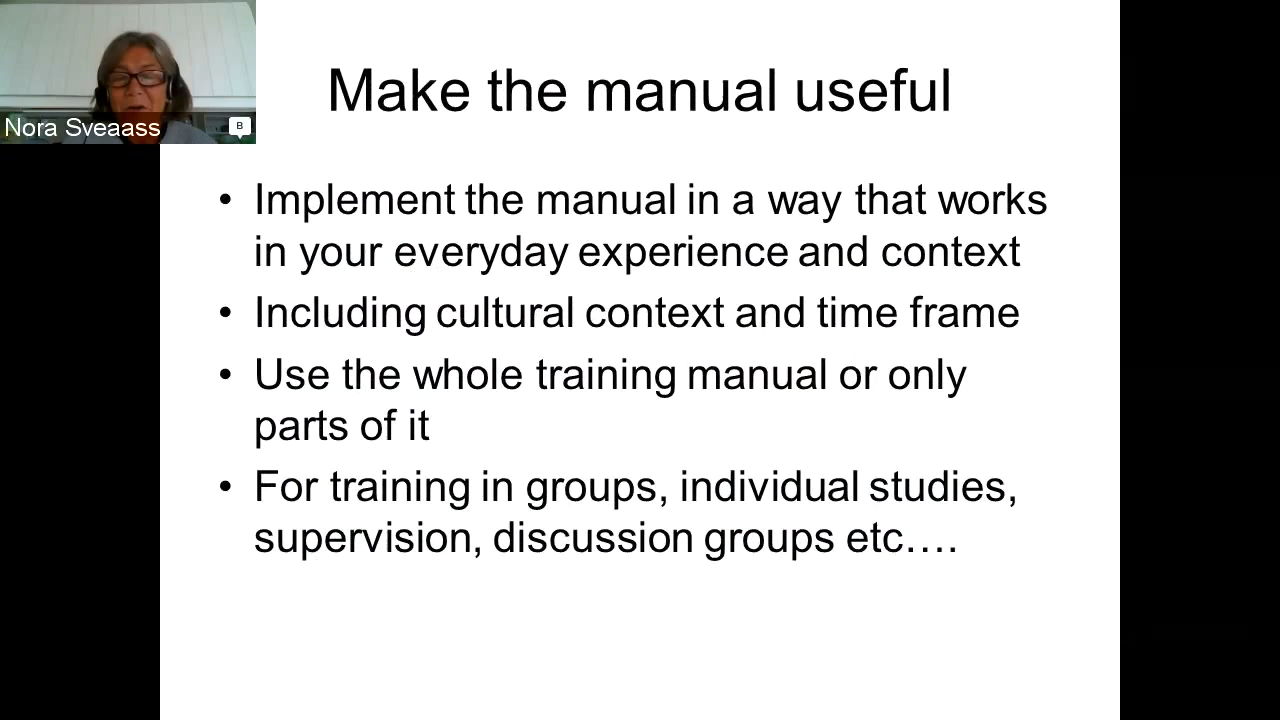 Make the manual useful
Nora Sveaass
B
• Implement the manual in a way that works
in your everyday experience and context
• Including cultural context and time frame
• Use the whole training manual or only
parts of it
• For training in groups, individual studies,
supervision, discussion groups etc….